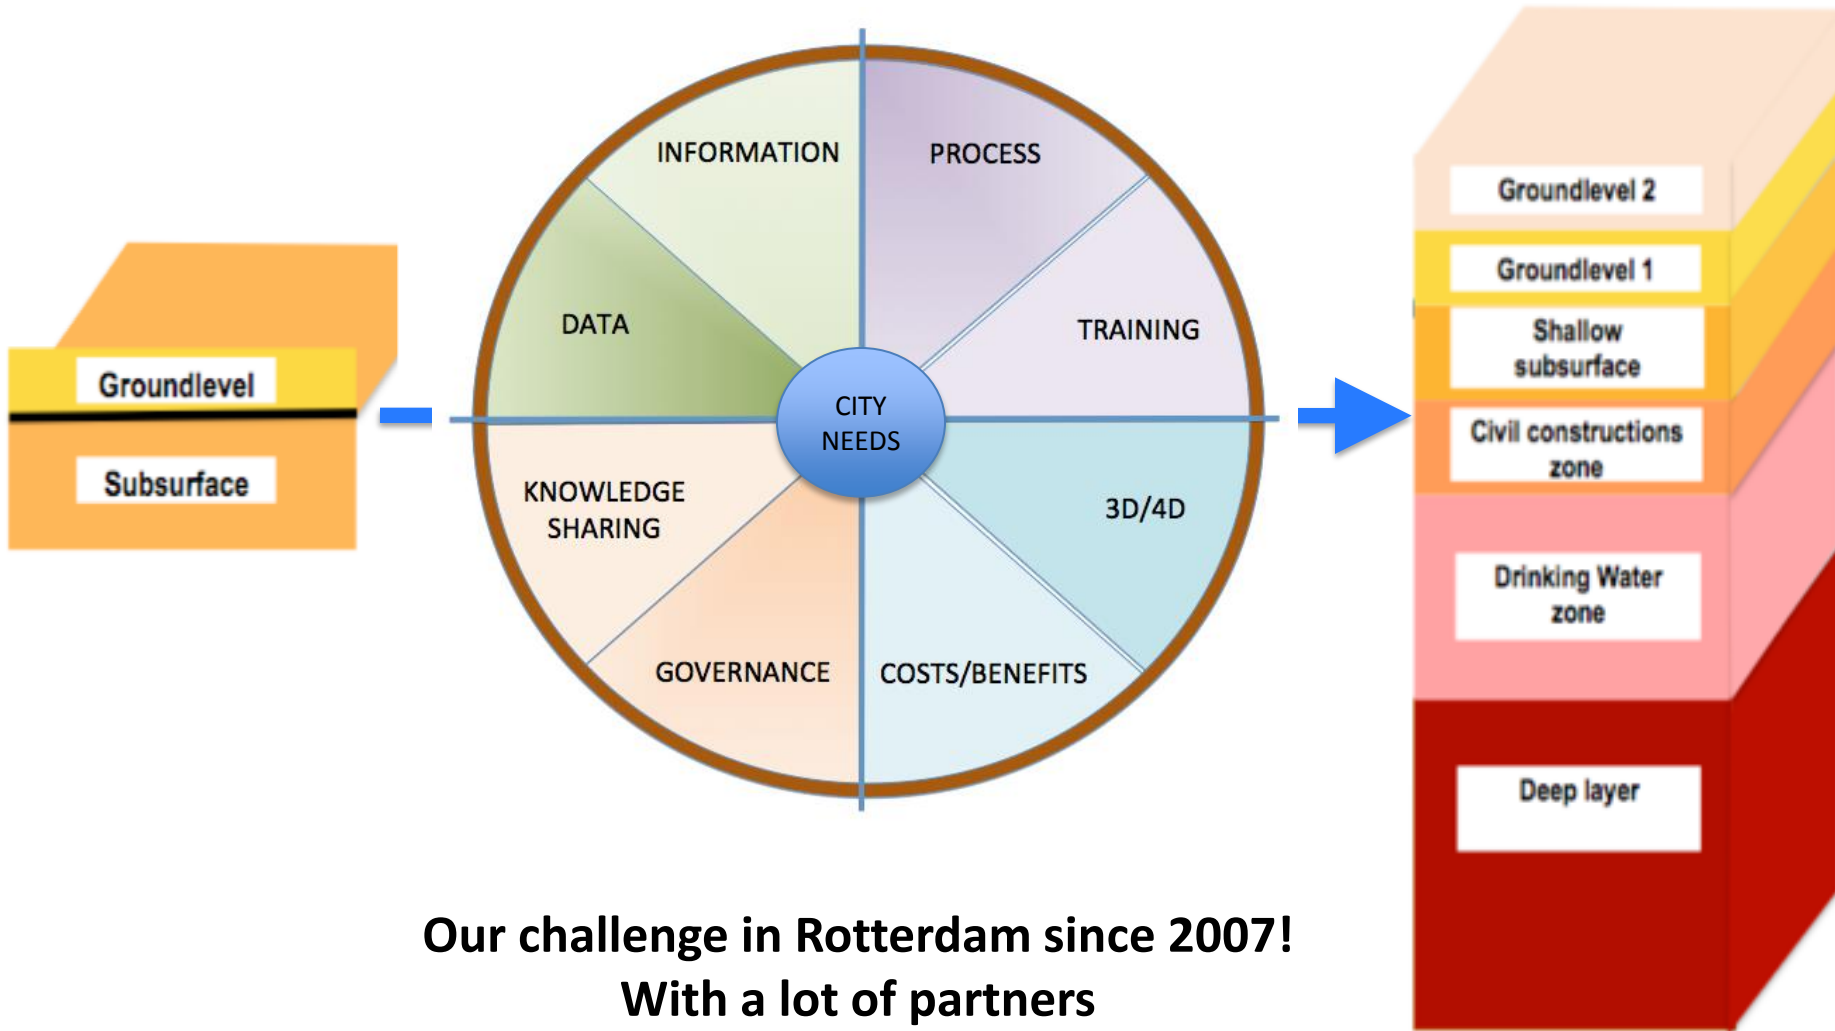 Groundlevel
Subsurface
INFORMATION
PROCESS
DATA
TRAINING
CITY
NEEDS
KNOWLEDGE
SHARING
3D/4D
GOVERNANCE
COSTS/BENEFITS
Groundlevel 2
Groundlevel 1
Shallow
subsurface
Civil constructions
zone
Drinking Water
zone
Deep layer
Our challenge in Rotterdam since 2007!
With a lot of partners